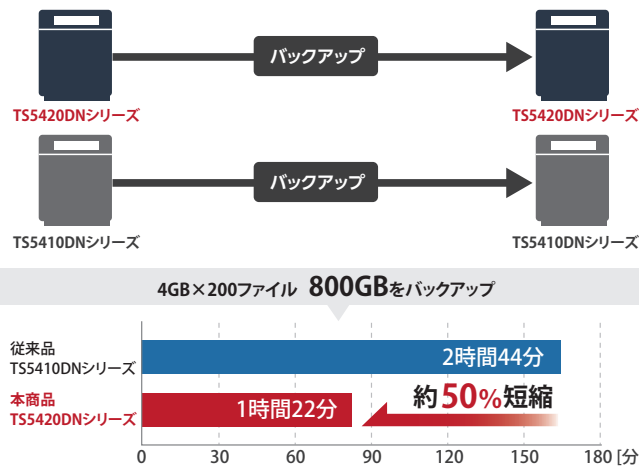 バックアップ
TS5420DNシリーズ
TS5420DNシリーズ
バックアップ
TS5410DNシリーズ
TS5410DNシリーズ
4GB×200ファイル 800GBをバックアップ
従来品
TS5410DNシリーズ
2時間44分
本商品
TS5420DNシリーズ
1時間22分
約50%短縮
0 30 60 90 120 150 180 [分